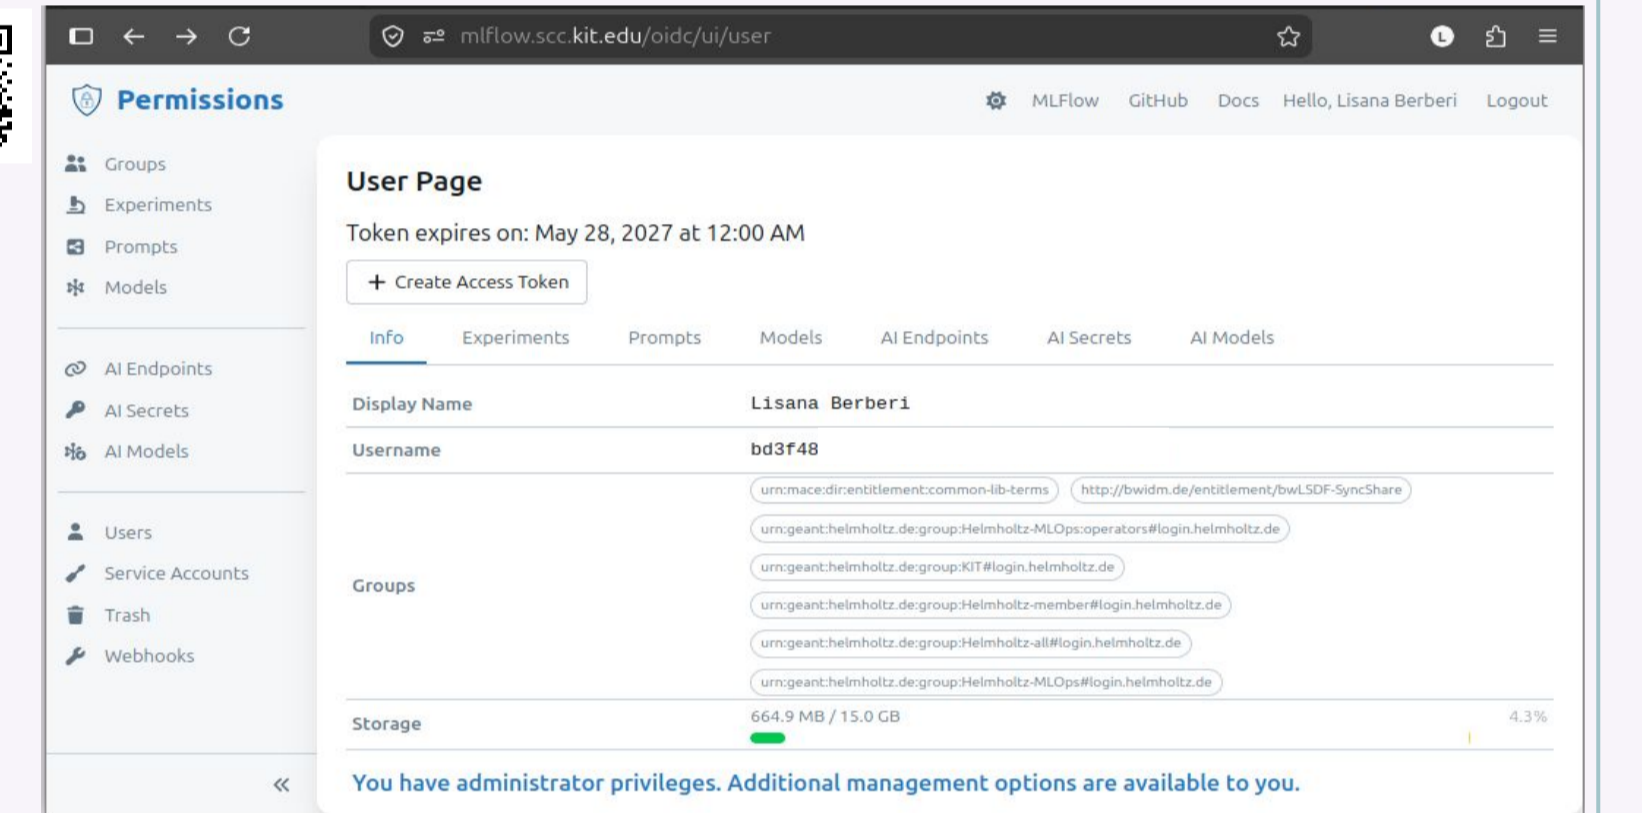 mlflow.scc.kit.edu/oidc/ui/user L
Permissions MLFlow GitHub Docs Hello, Lisana Berberi Logout
Groups
Experiments
Prompts
Models
AI Endpoints
AI Secrets
AI Models
Users
Service Accounts
Trash
Webhooks
User Page
Token expires on: May 28, 2027 at 12:00 AM
+ Create Access Token
Info Experiments Prompts Models AI Endpoints AI Secrets AI Models
Display Name Lisana Berberi
Username bd3f48
Groups
urn:mace:dir:entitlement:common-lib-terms http://bwidm.de/entitlement/bwLSDF-SyncShare
urn:geant:helmholtz.de:group:Helmholtz-MLOps:operators#login.helmholtz.de
urn:geant:helmholtz.de:group:KIT#login.helmholtz.de
urn:geant:helmholtz.de:group:Helmholtz-member#login.helmholtz.de
urn:geant:helmholtz.de:group:Helmholtz-all#login.helmholtz.de
urn:geant:helmholtz.de:group:Helmholtz-MLOps#login.helmholtz.de
Storage 664.9 MB / 15.0 GB 4.3%
You have administrator privileges. Additional management options are available to you.